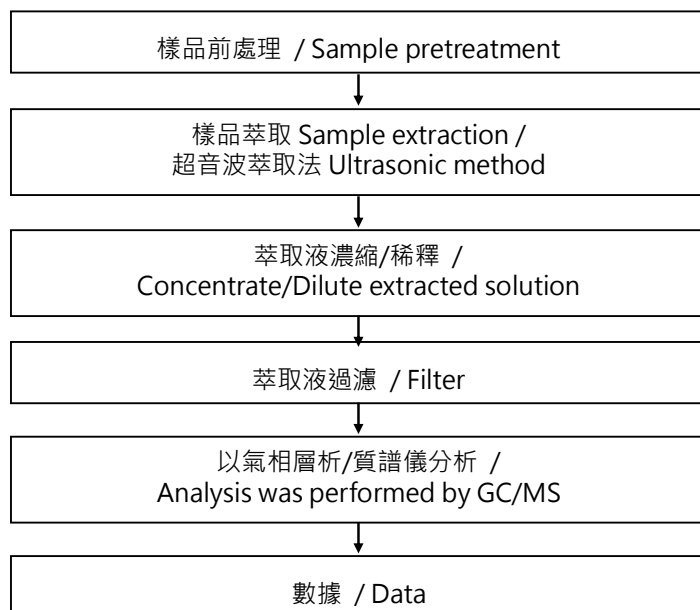 樣品前處理 / Sample pretreatment
樣品萃取 Sample extraction /
超音波萃取法 Ultrasonic method
萃取液濃縮/稀釋 /
Concentrate/Dilute extracted solution
萃取液過濾 / Filter
以氣相層析/質譜儀分析 /
Analysis was performed by GC/MS
數據 / Data